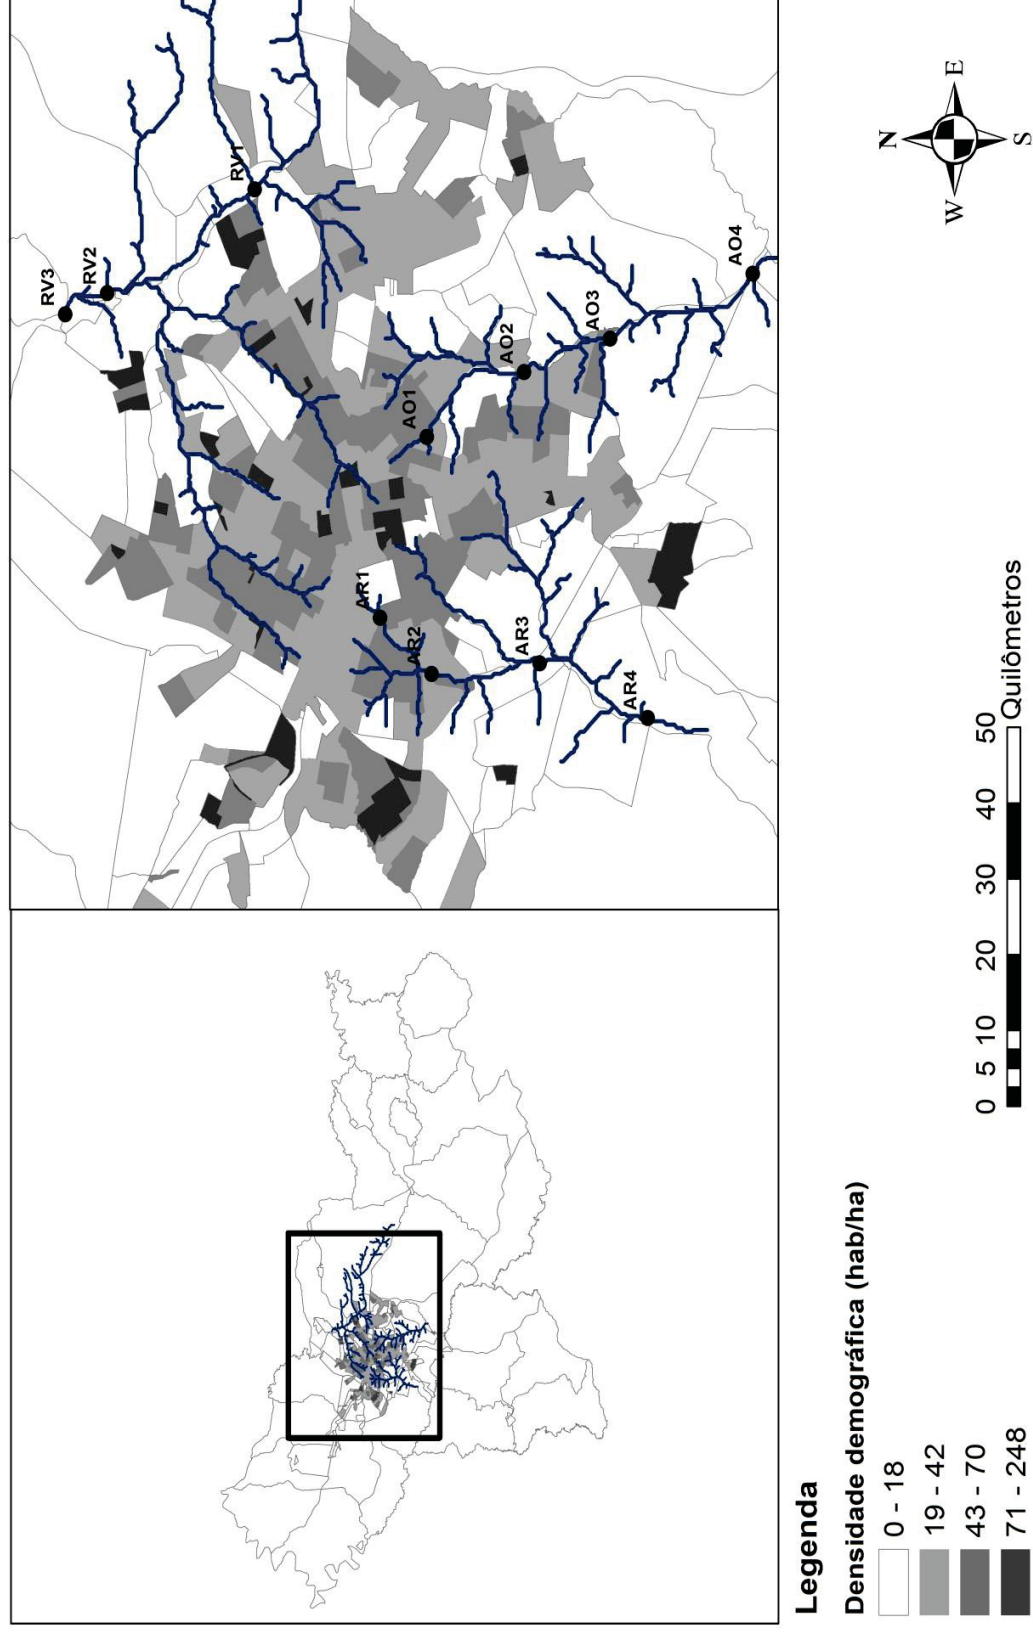 RV3
RV2
RV1
AO1
AO2
AO3
AO4
AR1
AR2
AR3
AR4
Legenda
Densidade demográfica (hab/ha)
0 - 18
19 - 42
43 - 70
71 - 248
0 5 10 20 30 40 50
Quilômetros
N
W
E
S